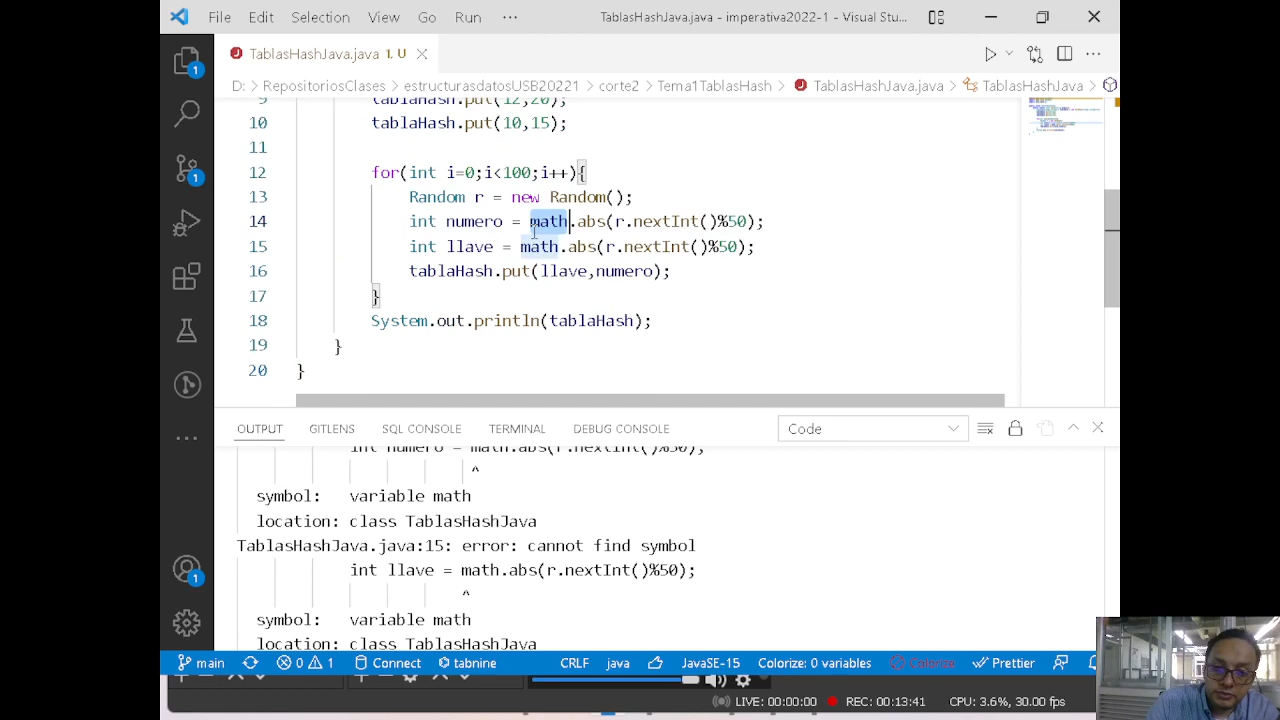 File Edit Selection View Go Run ··· TablasHashJava.java - imperativa2022-1 - Visual Stu...
TablasHashJava.java 1, U
D: > RepositoriosClases > estructurasdatosUSB20221 > corte2 > Tema1TablasHash > TablasHashJava.java > TablasHashJava >
9 tablaHash.put(12,20);
10 tablaHash.put(10,15);
11
12 for(int i=0;i<100;i++){
13 Random r = new Random();
14 int numero = math.abs(r.nextInt()%50);
15 int llave = math.abs(r.nextInt()%50);
16 tablaHash.put(llave,numero);
17 }
18 System.out.println(tablaHash);
19 }
20 }
OUTPUT GITLENS SQL CONSOLE TERMINAL DEBUG CONSOLE Code
int numero = math.abs(r.nextInt()%50);
^
symbol: variable math
location: class TablasHashJava
TablasHashJava.java:15: error: cannot find symbol
int llave = math.abs(r.nextInt()%50);
^
symbol: variable math
location: class TablasHashJava
main 0 1 Connect tabnine CRLF java JavaSE-15 Colorize: 0 variables Colorize Prettier
LIVE: 00:00:00 REC: 00:13:41 CPU: 3.6%, 30.00 fps